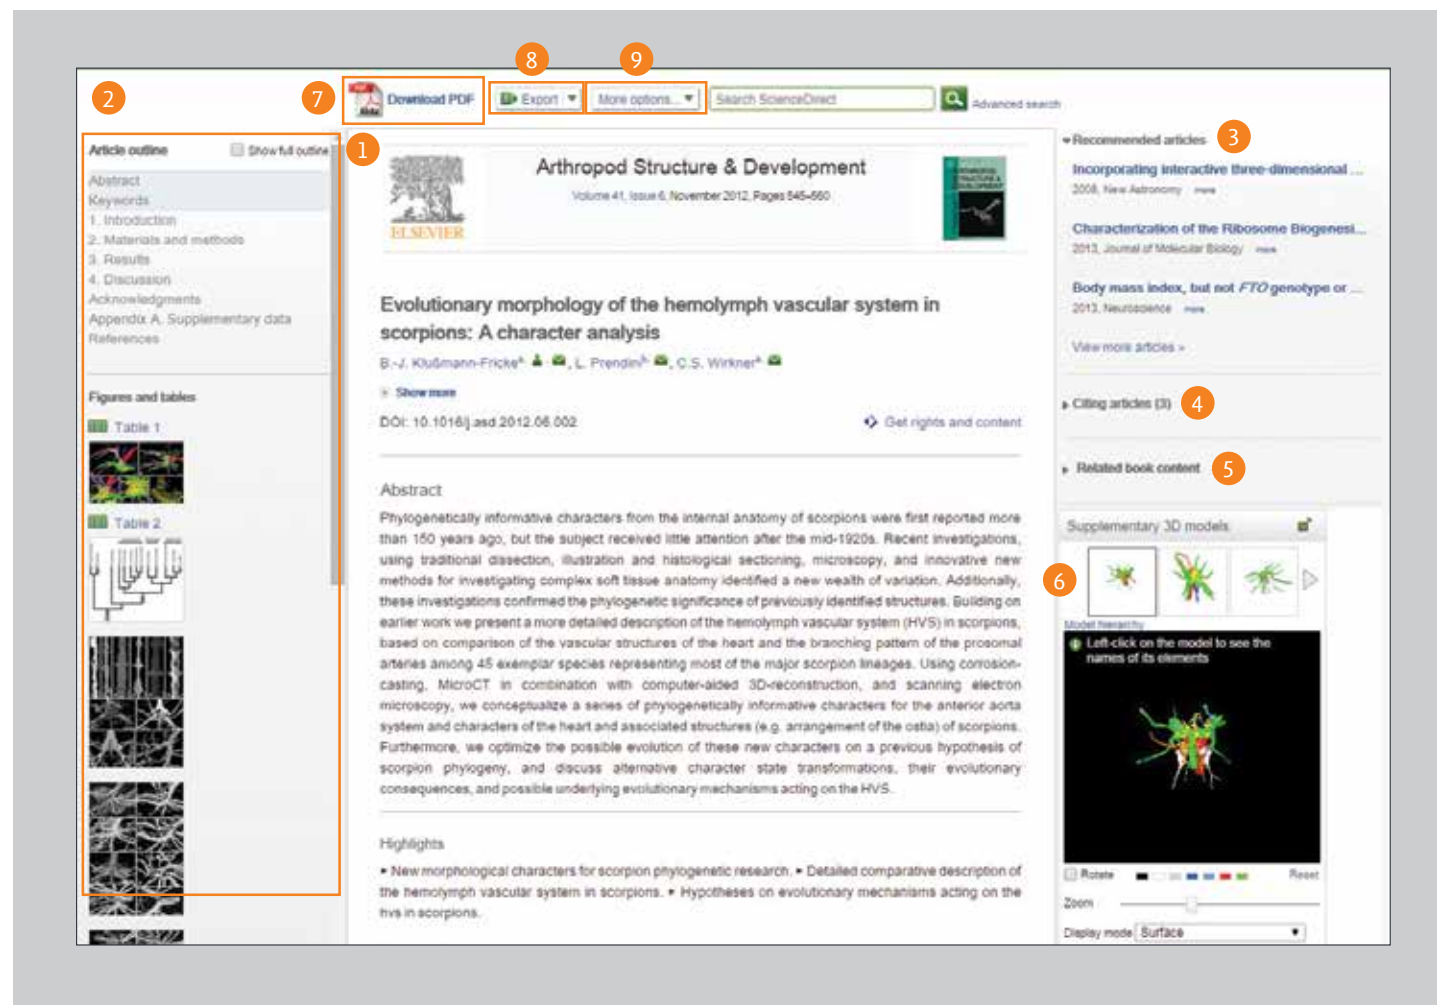 8
9
2
7
Download PDF
Export
More options...
Search ScienceDirect
Advanced search
Article outline
Show full outline
Abstract
Keywords
1. Introduction
2. Materials and methods
3. Results
4. Discussion
Acknowledgments
Appendix A. Supplementary data
References
Figures and tables
Table 1
Table 2
1
ELSEVIER
Arthropod Structure & Development
Volume 41, Issue 6, November 2012, Pages 545–560
Evolutionary morphology of the hemolymph vascular system in
scorpions: A character analysis
B.-J. Klußmann-Fricke a, , L. Prendini b, , C.S. Wirkner a
Show more
DOI: 10.1016/j.asd.2012.06.002
Get rights and content
Abstract
Phylogenetically informative characters from the internal anatomy of scorpions were first reported more
than 150 years ago, but the subject received little attention after the mid-1920s. Recent investigations,
using traditional dissection, illustration and histological sectioning, microscopy, and innovative new
methods for investigating complex soft tissue anatomy identified a new wealth of variation. Additionally,
these investigations confirmed the phylogenetic significance of previously identified structures. Building on
earlier work we present a more detailed description of the hemolymph vascular system (HVS) in scorpions,
based on comparison of the vascular structures of the heart and the branching pattern of the prosomal
arteries among 45 exemplar species representing most of the major scorpion lineages. Using corrosion-
casting, MicroCT in combination with computer-aided 3D-reconstruction, and scanning electron
microscopy, we conceptualize a series of phylogenetically informative characters for the anterior aorta
system and characters of the heart and associated structures (e.g. arrangement of the ostia) of scorpions.
Furthermore, we optimize the possible evolution of these new characters on a previous hypothesis of
scorpion phylogeny, and discuss alternative character state transformations, their evolutionary
consequences, and possible underlying evolutionary mechanisms acting on the HVS.
Highlights
▸ New morphological characters for scorpion phylogenetic research. ▸ Detailed comparative description of
the hemolymph vascular system in scorpions. ▸ Hypotheses on evolutionary mechanisms acting on the
hvs in scorpions.
Recommended articles
3
Incorporating interactive three-dimensional ...
2008, New Astronomy more
Characterization of the Ribosome Biogenesi...
2013, Journal of Molecular Biology more
Body mass index, but not FTO genotype or ...
2013, Neuroscience more
View more articles »
Citing articles (3)
4
Related book content
5
Supplementary 3D models
6
Model hierarchy
Left-click on the model to see the
names of its elements
Rotate
Reset
Zoom
Display mode Surface